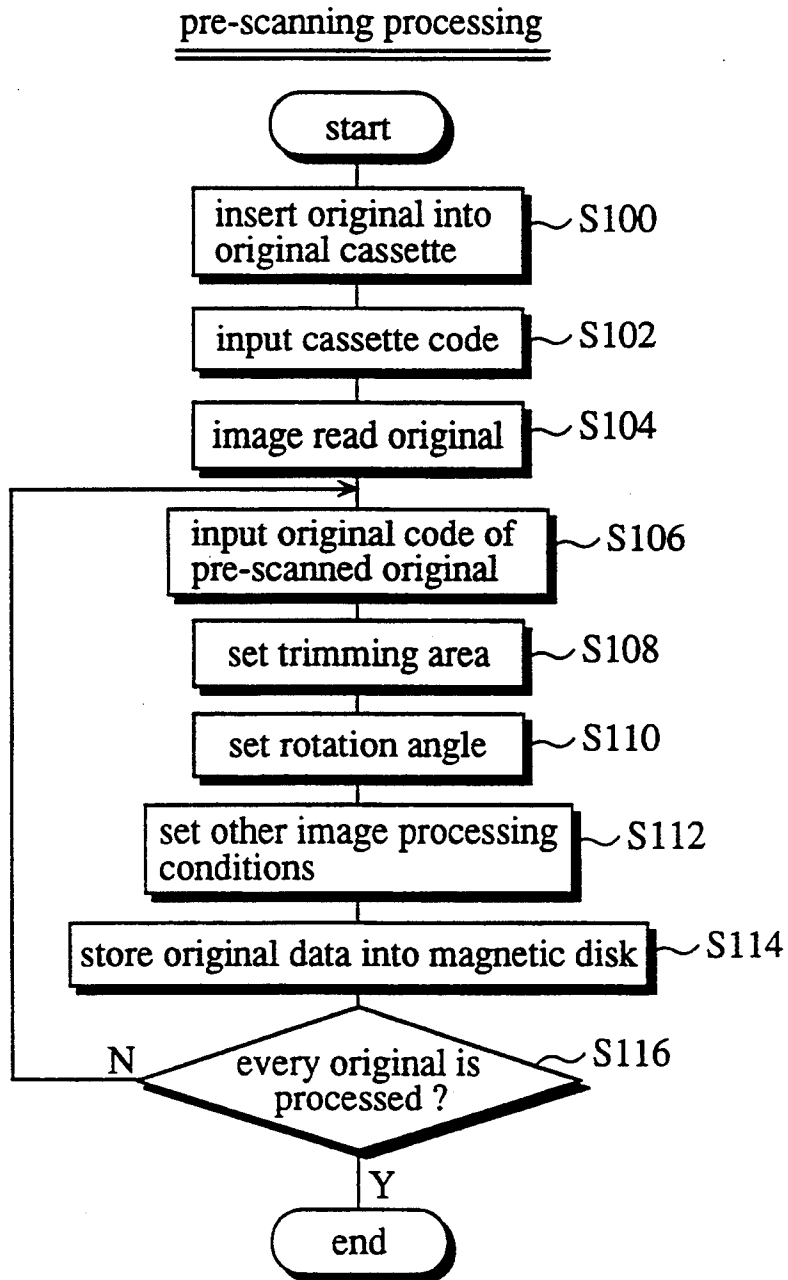 pre-scanning processing
start
insert original into
original cassette
S100
input cassette code
S102
image read original
S104
input original code of
pre-scanned original
S106
set trimming area
S108
set rotation angle
S110
set other image processing
conditions
S112
store original data into magnetic disk
S114
every original is
processed ?
S116
N
Y
end